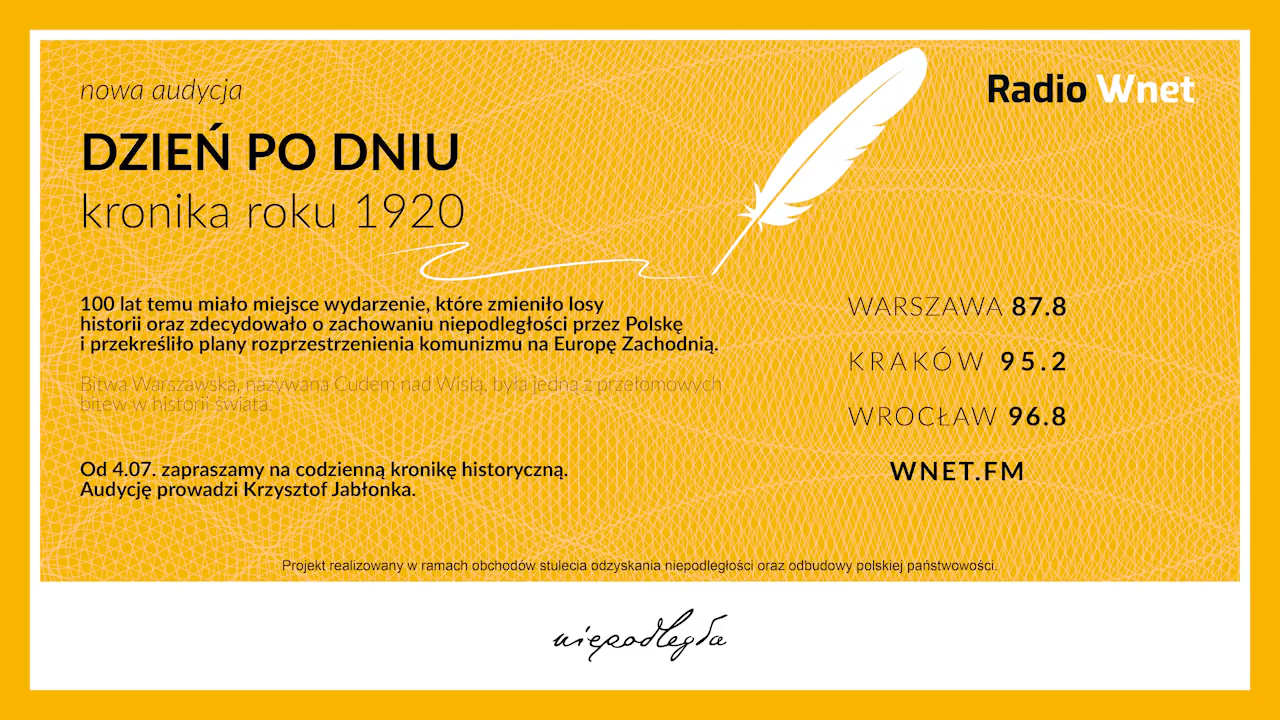 nowa audycja
Radio Wnet
DZIEŃ PO DNIU
kronika roku 1920
100 lat temu miało miejsce wydarzenie, które zmieniło losy
historii oraz zdecydowało o zachowaniu niepodległości przez Polskę
i przekreśliło plany rozprzestrzenienia komunizmu na Europę Zachodnią.
Bitwa Warszawska, nazywana Cudem nad Wisłą, była jedną z przełomowych
bitew w historii świata.
Od 4.07. zapraszamy na codzienną kronikę historyczną.
Audycję prowadzi Krzysztof Jabłonka.
WARSZAWA 87.8
KRAKÓW 95.2
WROCŁAW 96.8
WNET.FM
Projekt realizowany w ramach obchodów stulecia odzyskania niepodległości oraz odbudowy polskiej państwowości.
niepodległa